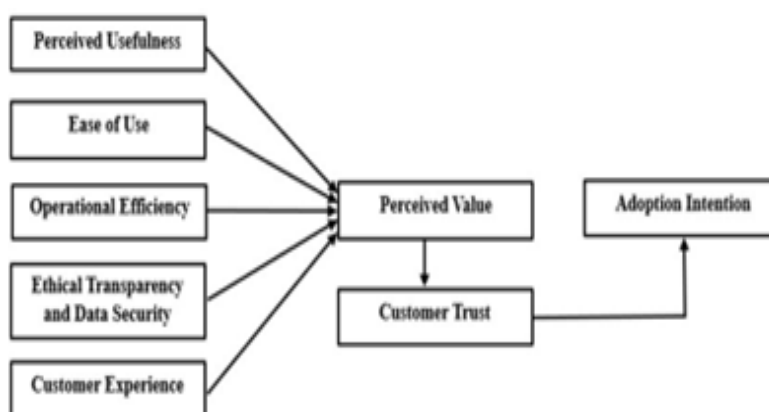 Perceived Usefulness
Ease of Use
Operational Efficiency
Ethical Transparency
and Data Security
Customer Experience
Perceived Value
Customer Trust
Adoption Intention